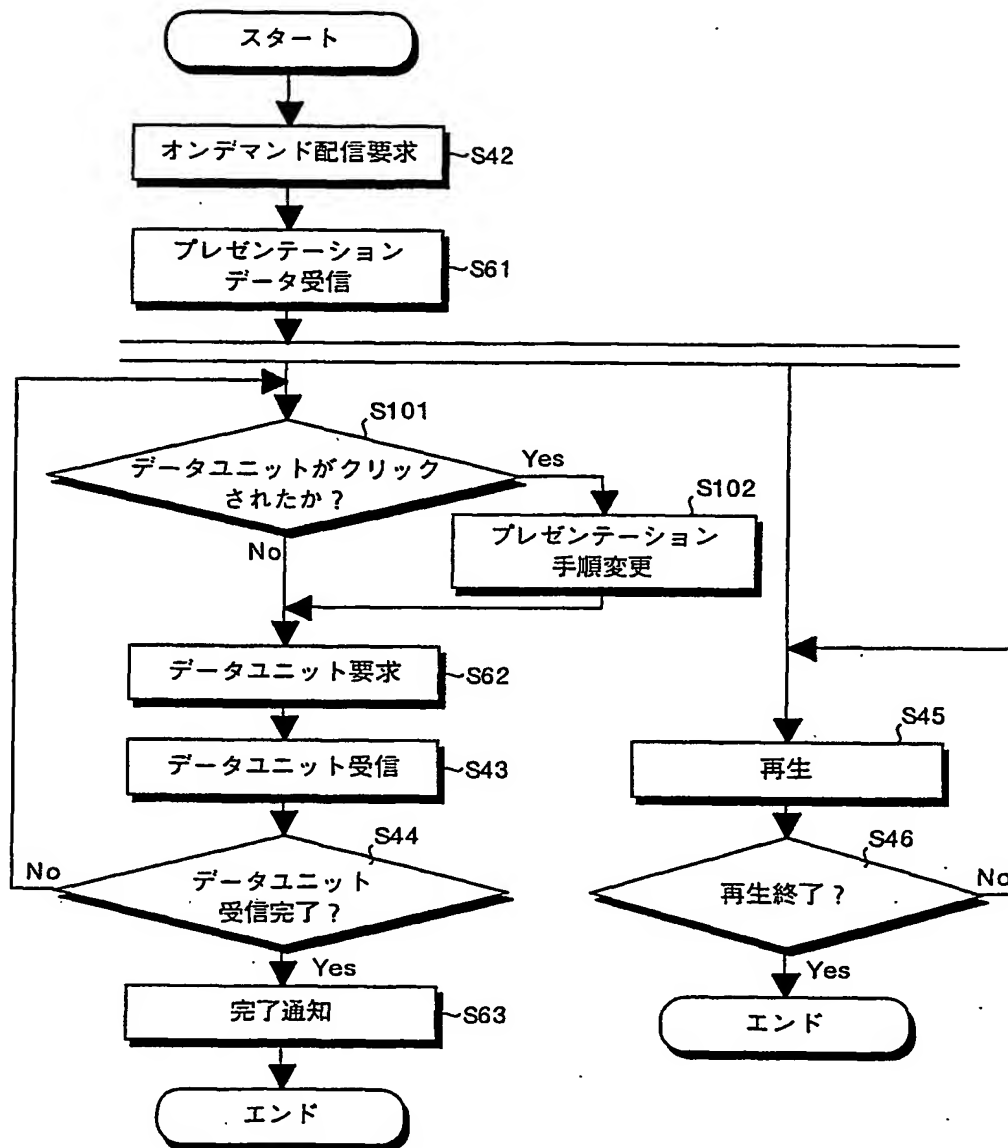 スタート
オンデマンド配信要求
S42
プレゼンテーション
データ受信
S61
S101
データユニットがクリック
されたか？
Yes
No
S102
プレゼンテーション
手順変更
データユニット要求
S62
データユニット受信
S43
S44
データユニット
受信完了？
No
Yes
完了通知
S63
エンド
S45
再生
S46
再生終了？
No
Yes
エンド